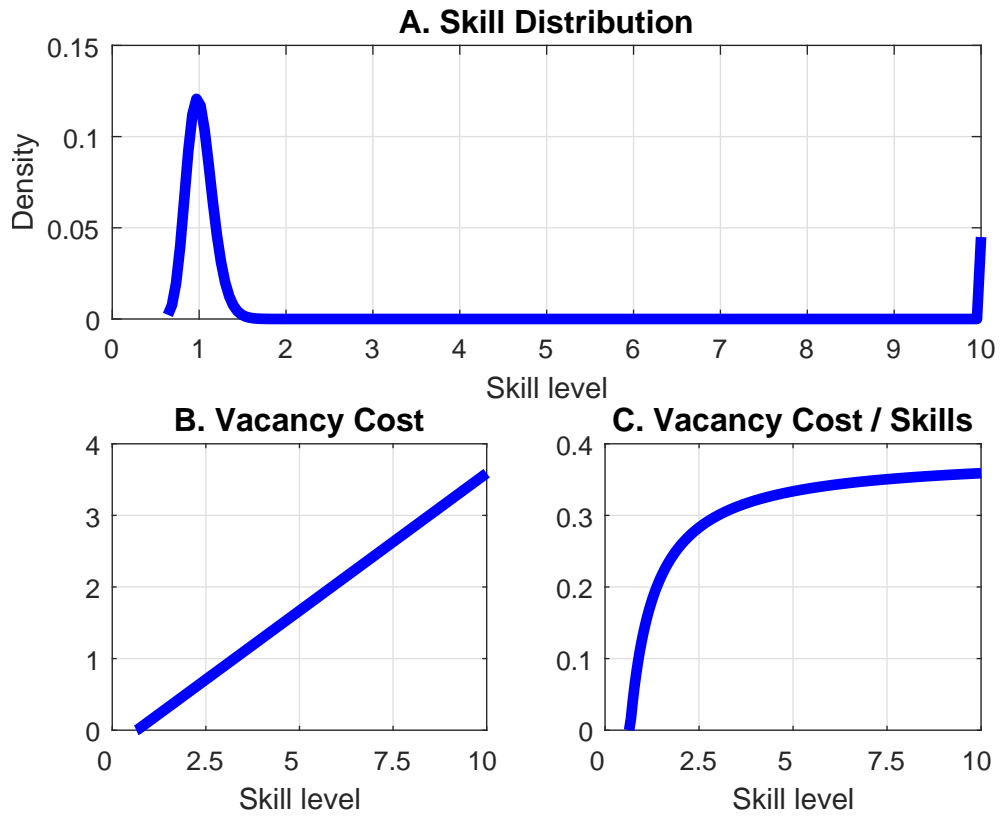 A. Skill Distribution
0.15
0.1
0.05
0
Density
0 1 2 3 4 5 6 7 8 9 10
Skill level
B. Vacancy Cost
4
3
2
1
0
0 2.5 5 7.5 10
Skill level
C. Vacancy Cost / Skills
0.4
0.3
0.2
0.1
0
0 2.5 5 7.5 10
Skill level